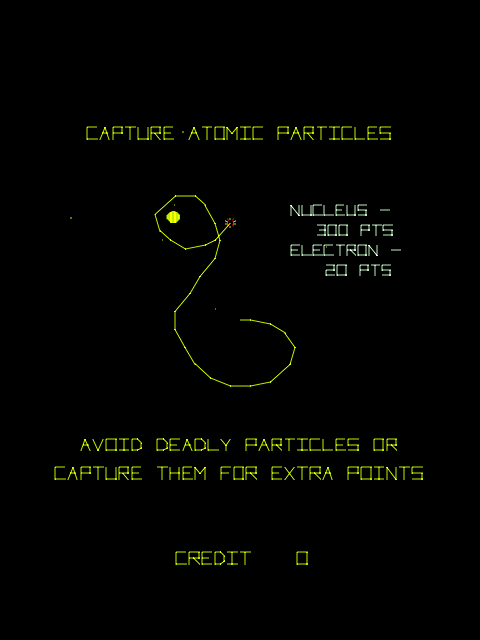 CAPTURE ATOMIC PARTICLES
NUCLEUS -
300 PTS
ELECTRON -
20 PTS
AVOID DEADLY PARTICLES OR
CAPTURE THEM FOR EXTRA POINTS
CREDIT 0